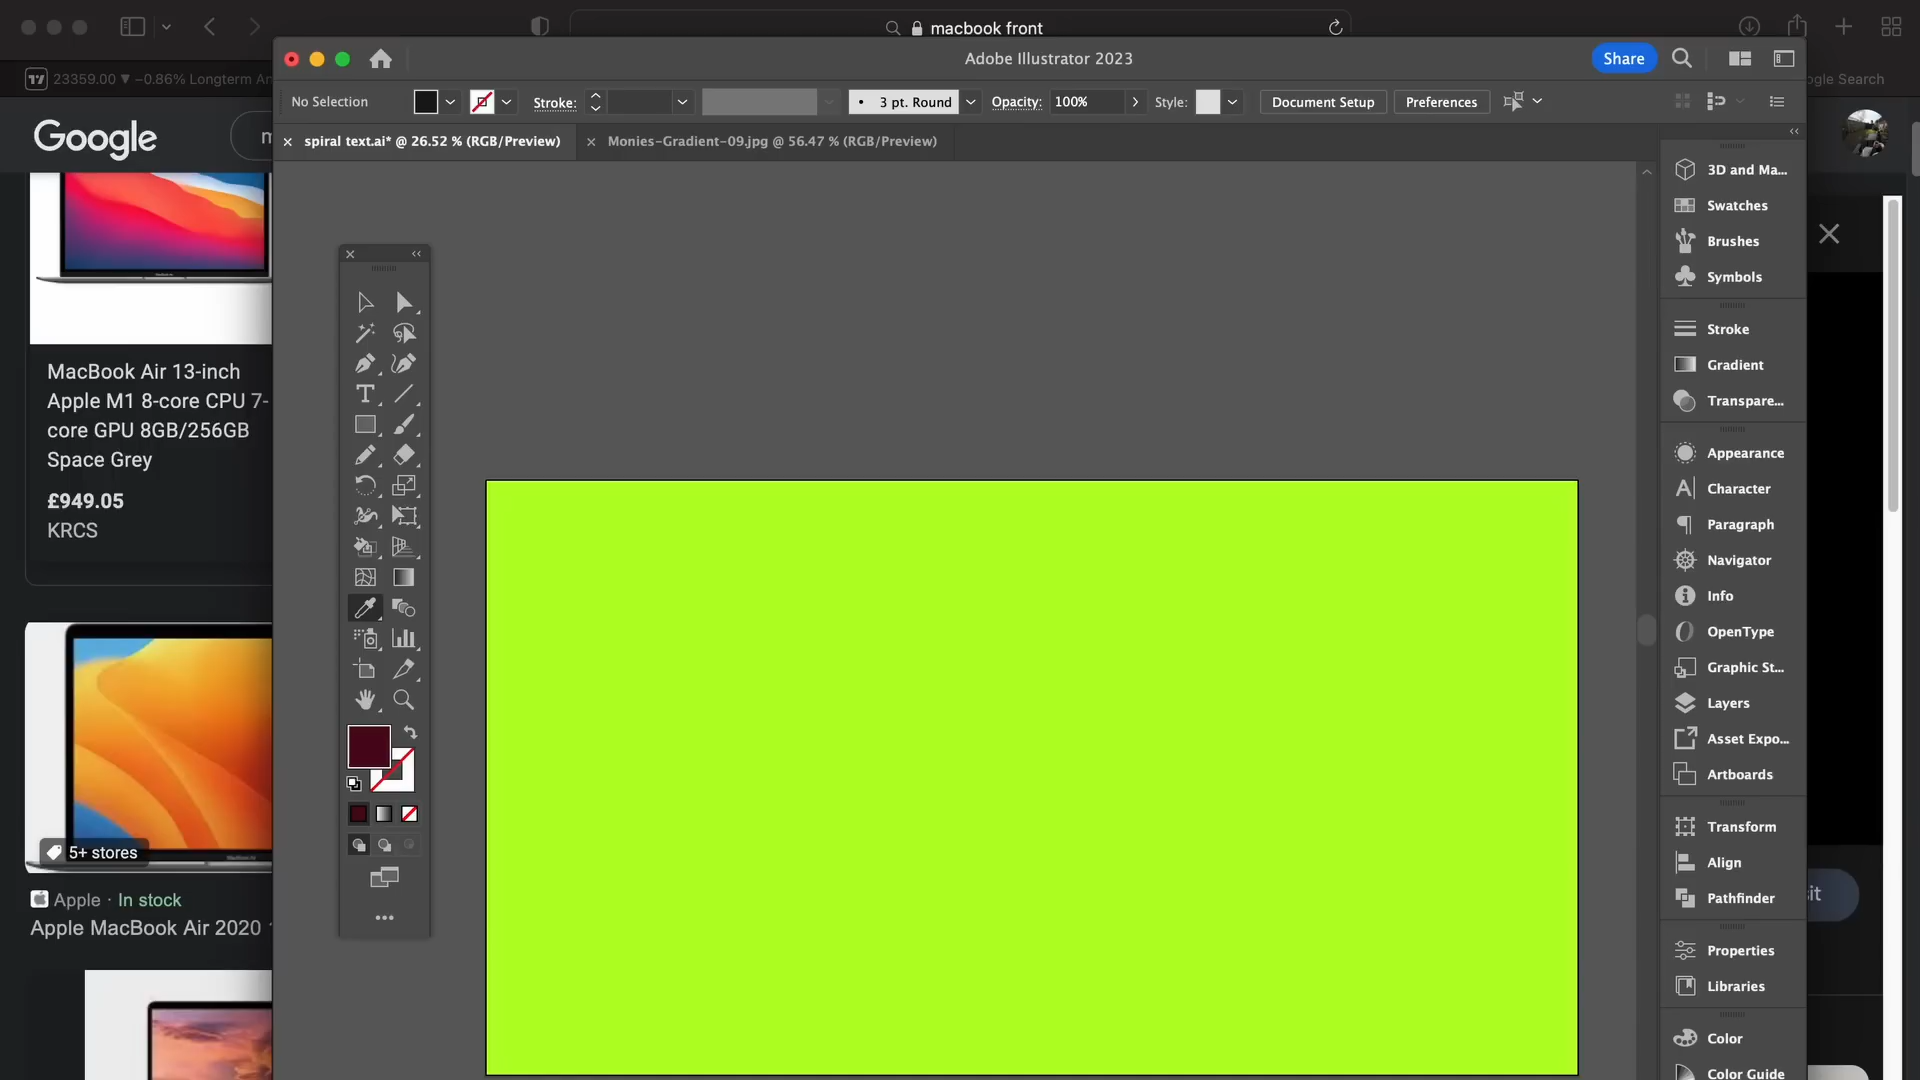 macbook front
23359.00 ▼ −0.86% Longterm An
gle Search
Adobe Illustrator 2023
Share
No Selection
Stroke:
3 pt. Round
Opacity: 100%
Style:
Document Setup
Preferences
spiral text.ai* @ 26.52 % (RGB/Preview)
Monies-Gradient-09.jpg @ 56.47 % (RGB/Preview)
Google
m
MacBook Air 13-inch
Apple M1 8-core CPU 7-
core GPU 8GB/256GB
Space Grey
£949.05
KRCS
5+ stores
Apple · In stock
Apple MacBook Air 2020
3D and Ma...
Swatches
Brushes
Symbols
Stroke
Gradient
Transpare...
Appearance
Character
Paragraph
Navigator
Info
OpenType
Graphic St...
Layers
Asset Expo...
Artboards
Transform
Align
Pathfinder
Properties
Libraries
Color
Color Guide
it